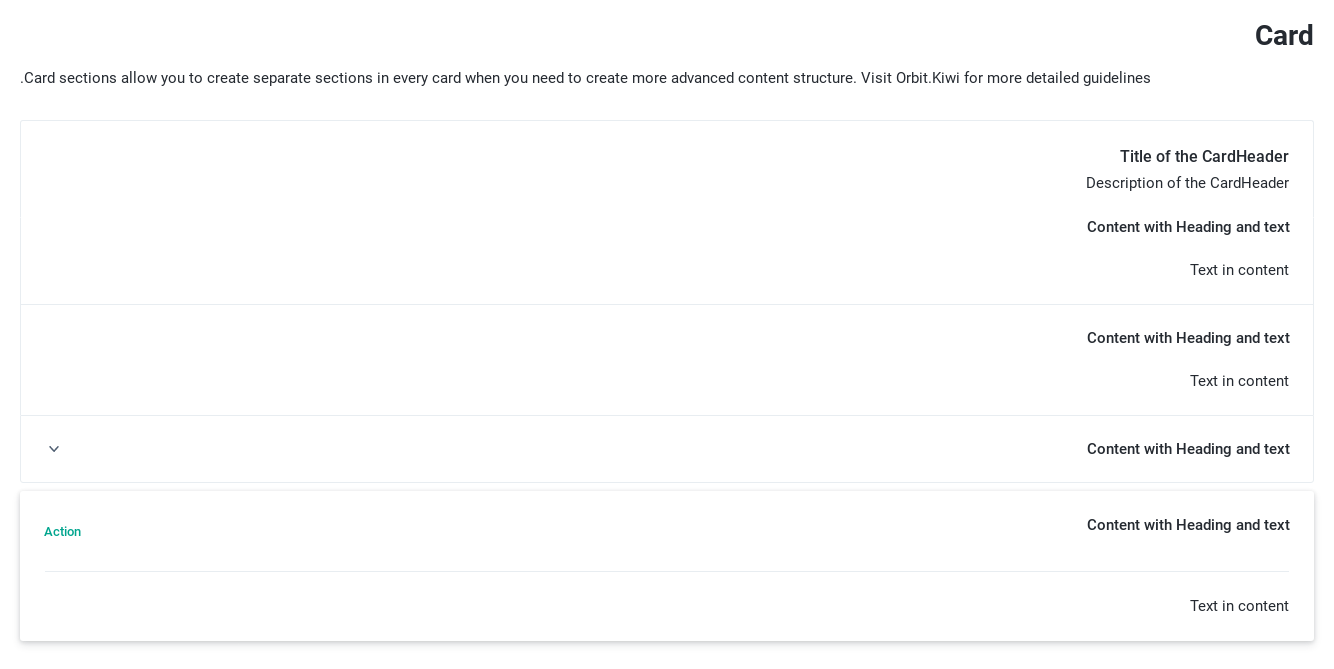 Card
.Card sections allow you to create separate sections in every card when you need to create more advanced content structure. Visit Orbit.Kiwi for more detailed guidelines
Title of the CardHeader
Description of the CardHeader
Content with Heading and text
Text in content
Content with Heading and text
Text in content
Content with Heading and text
Content with Heading and text
Action
Text in content